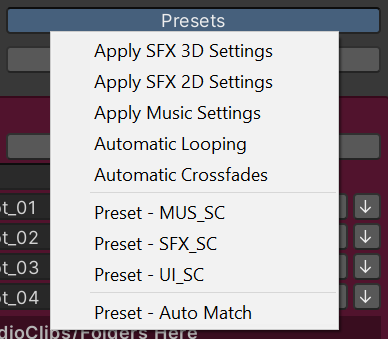 Presets
Apply SFX 3D Settings
Apply SFX 2D Settings
Apply Music Settings
Automatic Looping
Automatic Crossfades
Preset - MUS_SC
ot_01
Preset - SFX_SC
ot_02
Preset - UI_SC
ot_03
ot_04
Preset - Auto Match
dioClips/Folders Here